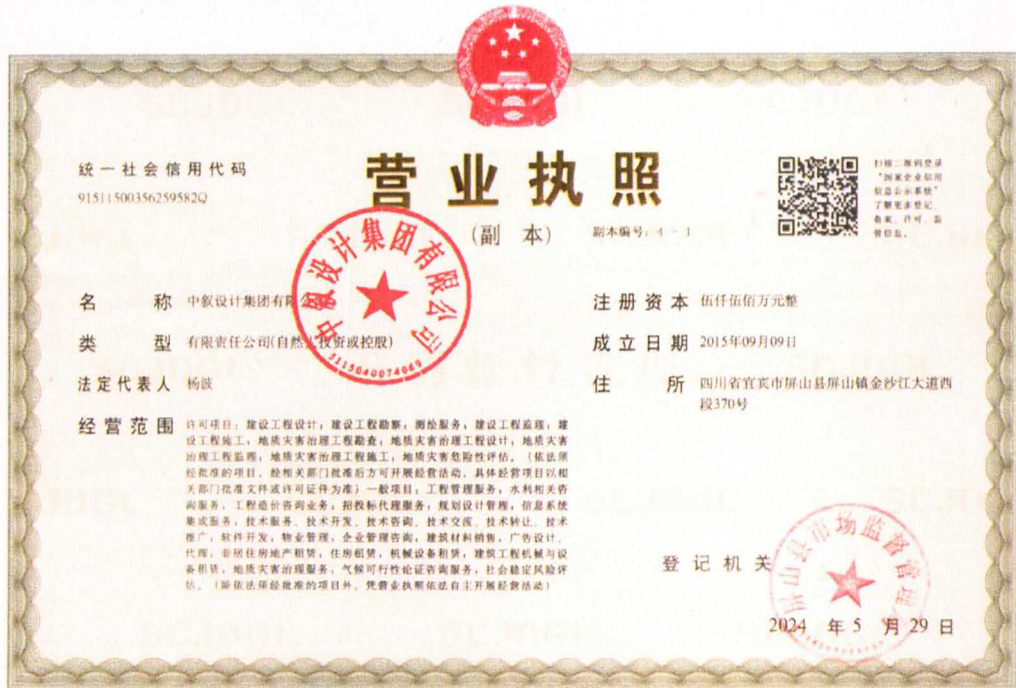 统一社会信用代码
91511500356259582Q
营业执照
(副 本)
副本编号：4 - 1
扫描二维码登录
“国家企业信用
信息公示系统”
了解更多登记、
备案、许可、监
管信息。
名 称 中叙设计集团有限公司
类 型 有限责任公司(自然人投资或控股)
法定代表人 杨波
经营范围 许可项目：建设工程设计；建设工程勘察；测绘服务；建设工程监理；建
设工程施工；地质灾害治理工程勘查；地质灾害治理工程设计；地质灾害
治理工程监理；地质灾害治理工程施工；地质灾害危险性评估。（依法须
经批准的项目，经相关部门批准后方可开展经营活动，具体经营项目以相
关部门批准文件或许可证件为准）一般项目：工程管理服务；水利相关咨
询服务；工程造价咨询业务；招投标代理服务；规划设计管理；信息系统
集成服务；技术服务、技术开发、技术咨询、技术交流、技术转让、技术
推广；软件开发；物业管理；企业管理咨询；建筑材料销售；广告设计、
代理；非居住房地产租赁；住房租赁；机械设备租赁；建筑工程机械与设
备租赁；地质灾害治理服务；气候可行性论证咨询服务；社会稳定风险评
估。（除依法须经批准的项目外，凭营业执照依法自主开展经营活动）
注册资本 伍仟伍佰万元整
成立日期 2015年09月09日
住 所 四川省宜宾市屏山县屏山镇金沙江大道西
段370号
中叙设计集团有限公司
5115040074069
登记机关
屏山县市场监督管理局
2024 年 5 月 29 日